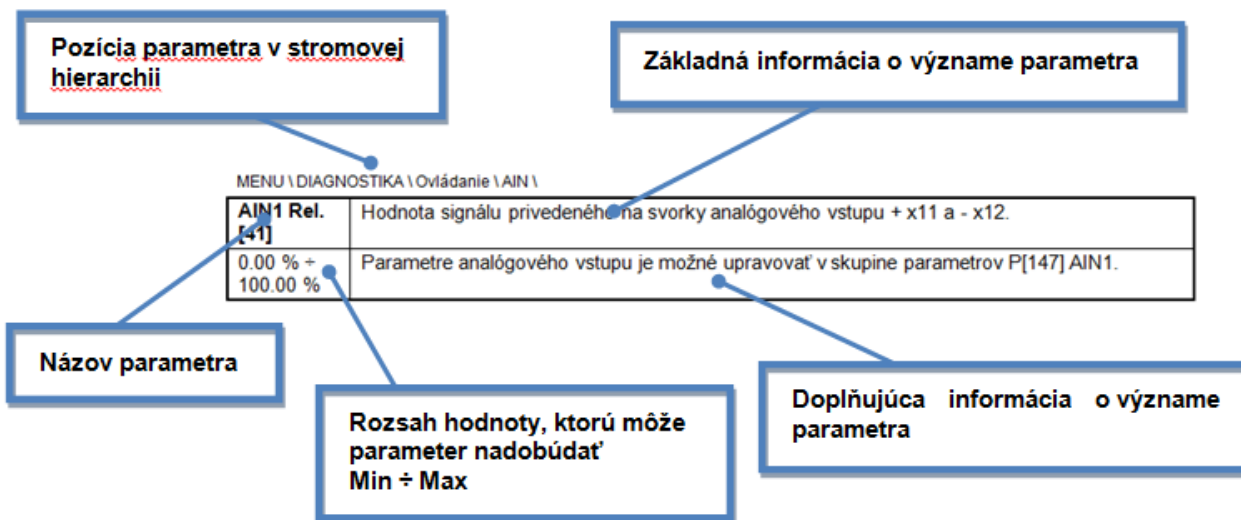 Pozícia parametra v stromovej
hierarchii
Základná informácia o význame parametra
MENU \ DIAGNOSTIKA \ Ovládanie \ AIN \
AIN1 Rel.
[41]
Hodnota signálu privedeného na svorky analógového vstupu + x11 a - x12.
0.00 % ÷
100.00 %
Parametre analógového vstupu je možné upravovať v skupine parametrov P[147] AIN1.
Názov parametra
Rozsah hodnoty, ktorú môže
parameter nadobúdať
Min ÷ Max
Doplňujúca informácia o význame
parametra